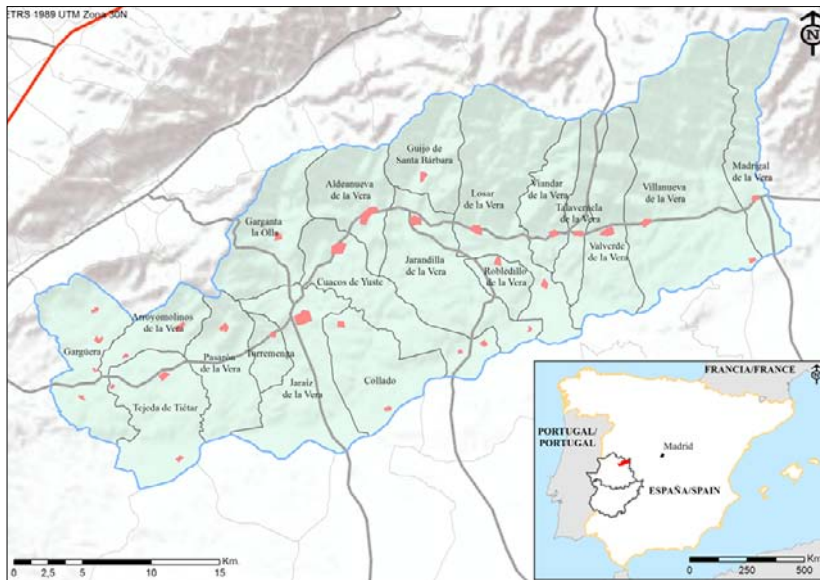 ETRS 1989 UTM Zona 30N
N
Guijo de
Santa Bárbara
Aldeanueva
de la Vera
Losar
de la Vera
Viandar
de la Vera
Talaveruela
de la Vera
Villanueva
de la Vera
Madrigal
de la Vera
Garganta
la Olla
Valverde
de la Vera
Jarandilla
de la Vera
Robledillo
de la Vera
Cuacos de Yuste
Arroyomolinos
de la Vera
Gargüera
Pasarón
de la Vera
Torremenga
Jaraíz
de la Vera
Collado
Tejeda de Tiétar
FRANCIA/FRANCE
PORTUGAL/
PORTUGAL
Madrid
ESPAÑA/SPAIN
Km
0 2,5 5 10 15
Km
0 250 500